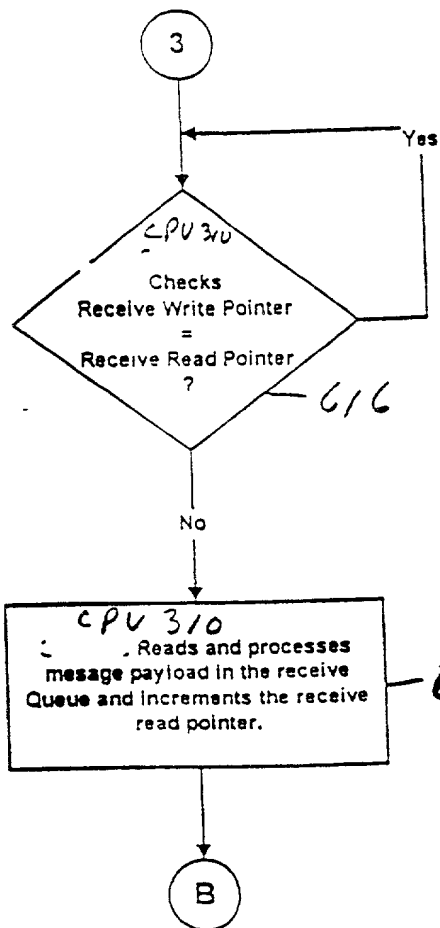 3
Yes
CPU 310
Checks
Receive Write Pointer
=
Receive Read Pointer
?
616
No
CPU 310
Reads and processes
mesage payload in the receive
Queue and increments the receive
read pointer.
B